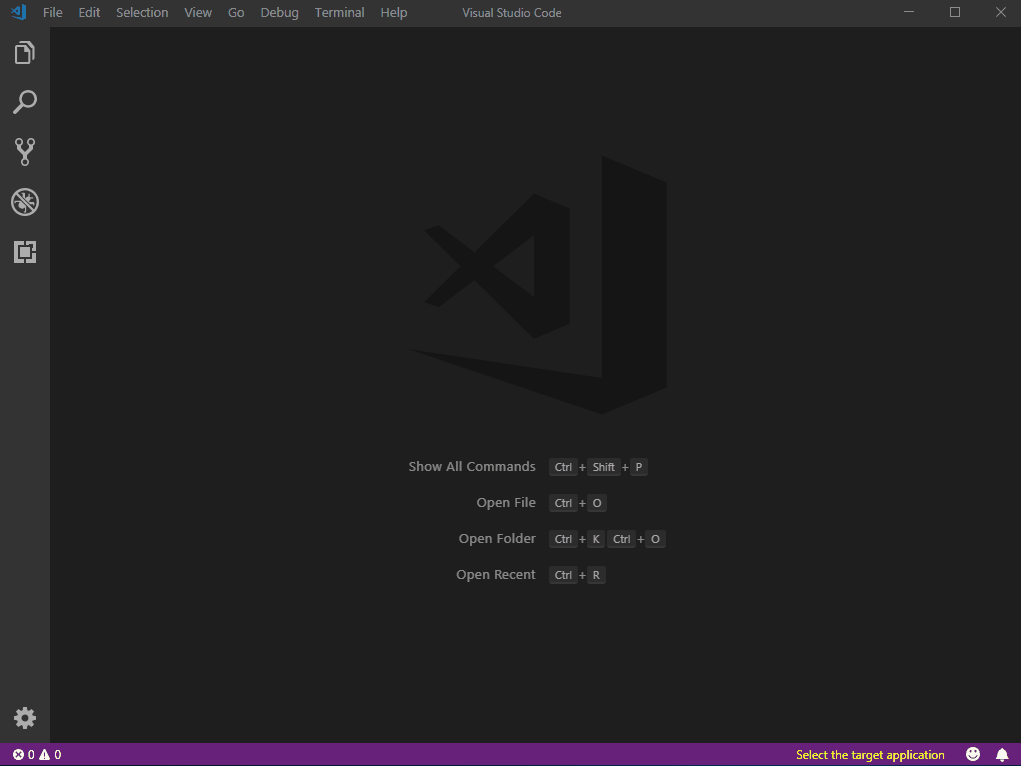 File Edit Selection View Go Debug Terminal Help Visual Studio Code
Show All Commands Ctrl + Shift + P
Open File Ctrl + O
Open Folder Ctrl + K Ctrl + O
Open Recent Ctrl + R
0 0 Select the target application